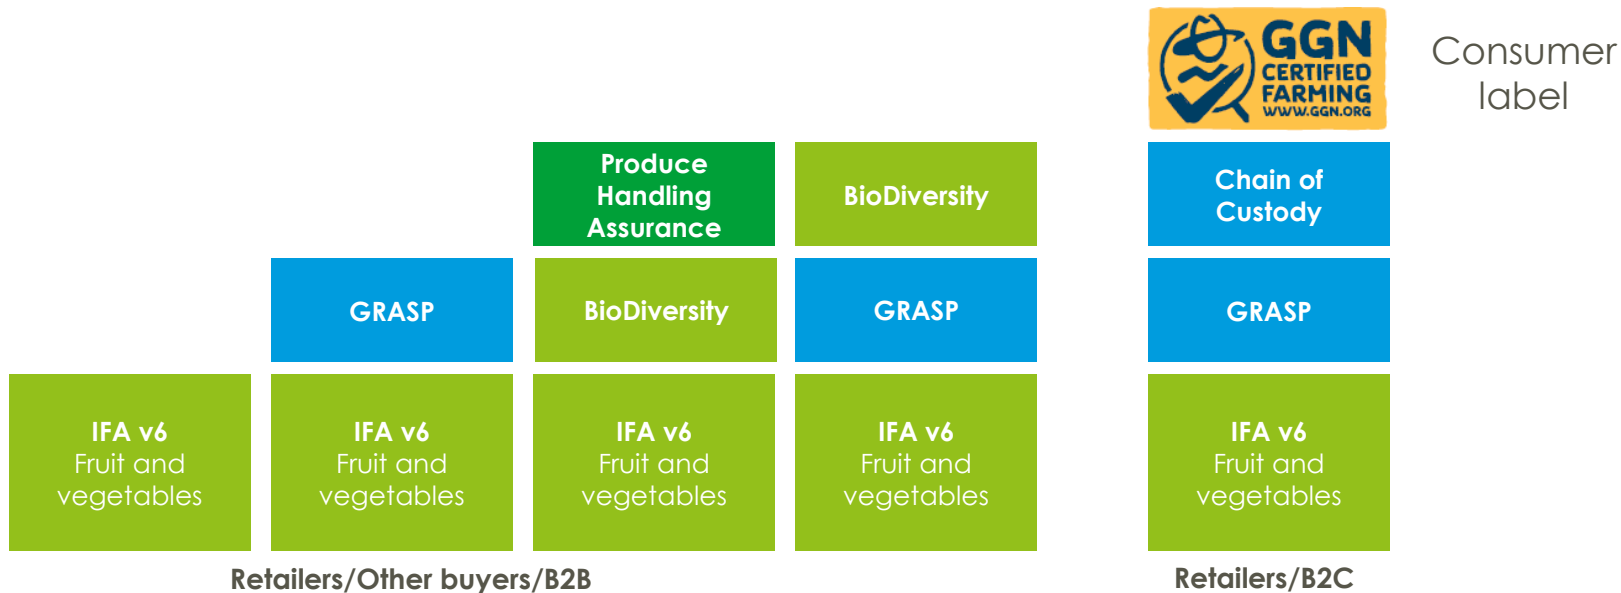 GGN
CERTIFIED
FARMING
WWW.GGN.ORG
Consumer
label
Produce
Handling
Assurance
BioDiversity
Chain of
Custody
GRASP
BioDiversity
GRASP
GRASP
IFA v6
Fruit and
vegetables
IFA v6
Fruit and
vegetables
IFA v6
Fruit and
vegetables
IFA v6
Fruit and
vegetables
IFA v6
Fruit and
vegetables
Retailers/Other buyers/B2B
Retailers/B2C